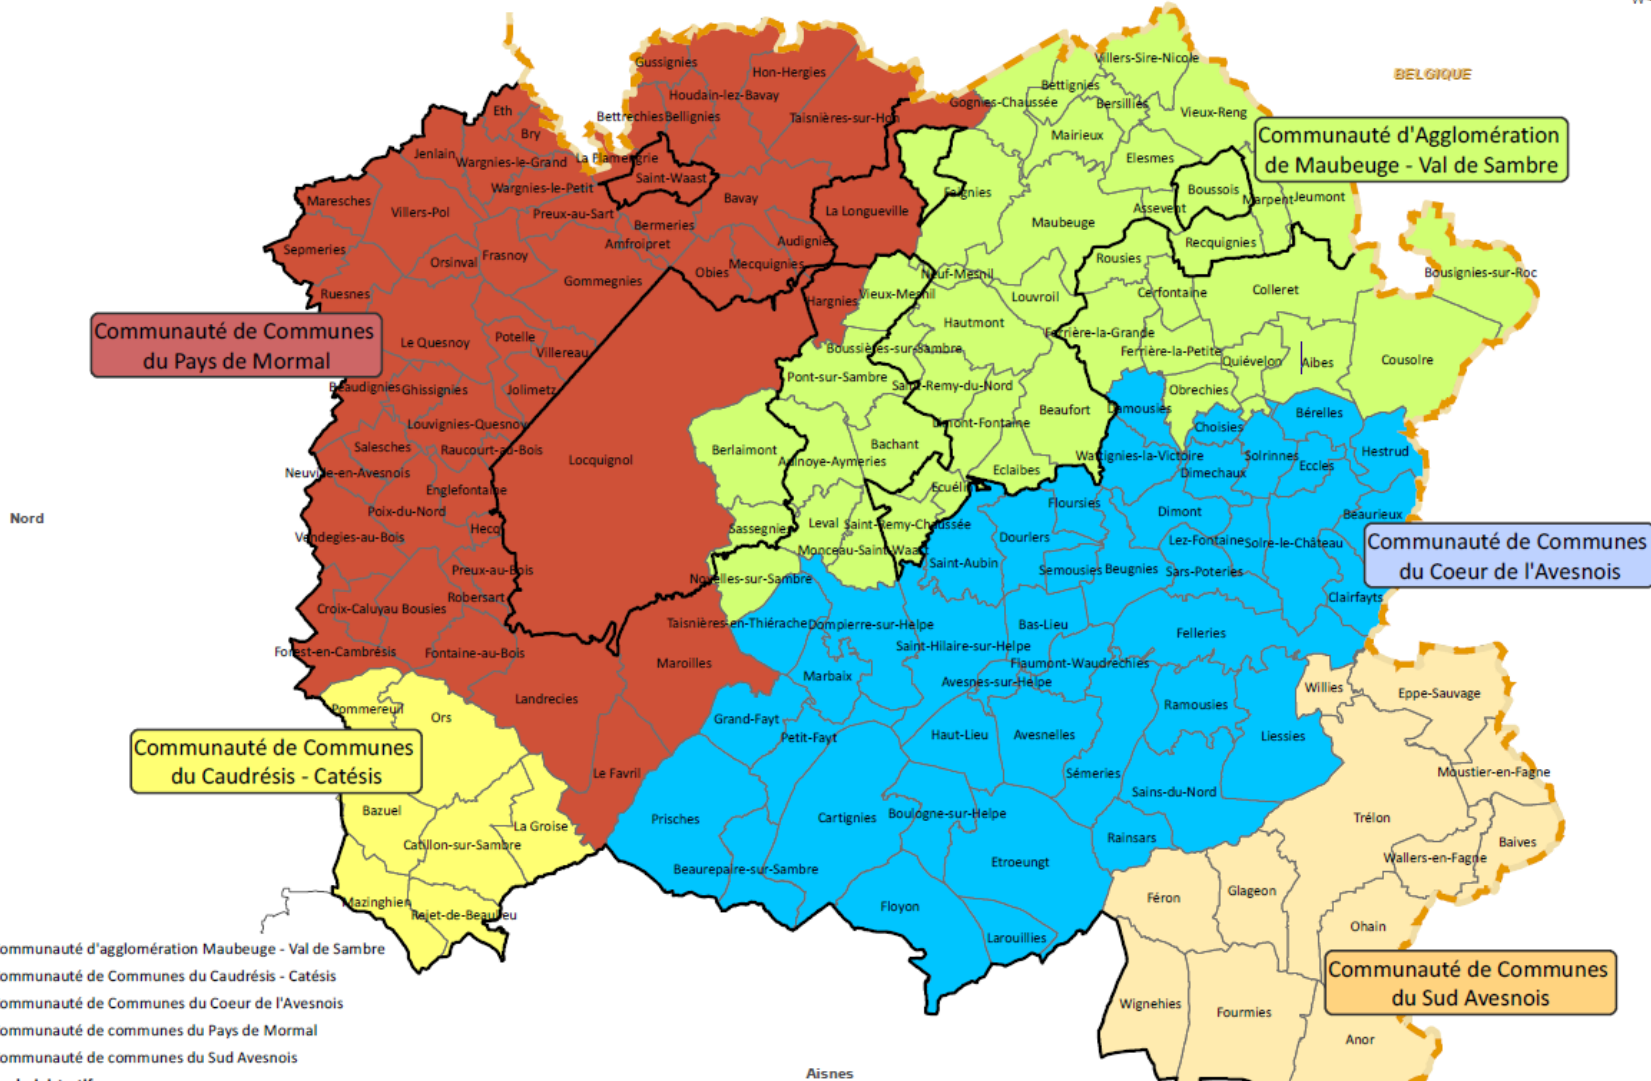 BELGIQUE
Communauté d'Agglomération
de Maubeuge - Val de Sambre
Communauté de Communes
du Pays de Mormal
Communauté de Communes
du Coeur de l'Avesnois
Communauté de Communes
du Caudrésis - Catésis
Communauté de Communes
du Sud Avesnois
Nord
Aisnes
Gussignies
Hon-Hergies
Houdain-lez-Bavay
Bettrechies
Bellignies
Taisnières-sur-Hon
Eth
Bry
Jenlain
Wargnies-le-Grand
La Flamengrie
Saint-Waast
Wargnies-le-Petit
Maresches
Villers-Pol
Preux-au-Sart
Bavay
La Longueville
Bermeries
Amfroipret
Audignies
Sepmeries
Orsinval
Frasnoy
Mecquignies
Obies
Gommegnies
Ruesnes
Hargnies
Le Quesnoy
Potelle
Villereau
Beaudignies
Ghissignies
Jolimetz
Louvignies-Quesnoy
Salesches
Raucourt-au-Bois
Locquignol
Neuville-en-Avesnois
Englefontaine
Poix-du-Nord
Hecq
Vendegies-au-Bois
Preux-au-Bois
Robersart
Croix-Caluyau
Bousies
Forest-en-Cambrésis
Fontaine-au-Bois
Landrecies
Maroilles
Le Favril
Villers-Sire-Nicole
Bettignies
Gognies-Chaussée
Bersillies
Vieux-Reng
Mairieux
Elesmes
Feignies
Boussois
Marpent
Jeumont
Assevent
Maubeuge
Recquignies
Rousies
Neuf-Mesnil
Vieux-Mesnil
Louvroil
Cerfontaine
Colleret
Bousignies-sur-Roc
Hautmont
Ferrière-la-Grande
Boussières-sur-Sambre
Ferrière-la-Petite
Quiévelon
Aibes
Cousolre
Pont-sur-Sambre
Saint-Remy-du-Nord
Obrechies
Beaufort
Limont-Fontaine
Bachant
Berlaimont
Aulnoye-Aymeries
Eclaibes
Ecuélin
Leval
Saint-Remy-Chaussée
Sassegnies
Monceau-Saint-Waast
Noyelles-sur-Sambre
Damousies
Choisies
Bérelles
Hestrud
Wattignies-la-Victoire
Dimechaux
Solrinnes
Eccles
Floursies
Dimont
Beaurieux
Dourlers
Lez-Fontaine
Solre-le-Château
Saint-Aubin
Semousies
Beugnies
Sars-Poteries
Clairfayts
Taisnières-en-Thiérache
Dompierre-sur-Helpe
Bas-Lieu
Felleries
Saint-Hilaire-sur-Helpe
Flaumont-Waudrechies
Marbaix
Avesnes-sur-Helpe
Ramousies
Grand-Fayt
Petit-Fayt
Haut-Lieu
Avesnelles
Liessies
Sémeries
Sains-du-Nord
Prisches
Cartignies
Boulogne-sur-Helpe
Rainsars
Beaurepaire-sur-Sambre
Etroeungt
Floyon
Larouillies
Pommereuil
Ors
Bazuel
La Groise
Catillon-sur-Sambre
Mazinghien
Rejet-de-Beaulieu
Willies
Eppe-Sauvage
Moustier-en-Fagne
Trélon
Baives
Wallers-en-Fagne
Féron
Glageon
Ohain
Wignehies
Fourmies
Anor
ommunauté d'agglomération Maubeuge - Val de Sambre
ommunauté de Communes du Caudrésis - Catésis
ommunauté de Communes du Coeur de l'Avesnois
ommunauté de communes du Pays de Mormal
ommunauté de communes du Sud Avesnois